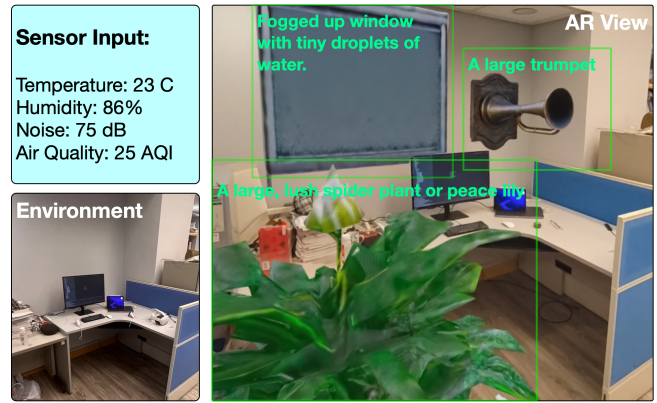 Sensor Input:
Temperature: 23 C
Humidity: 86%
Noise: 75 dB
Air Quality: 25 AQI
Environment
AR View
Fogged up window
with tiny droplets of
water.
A large trumpet
A large, lush spider plant or peace lily